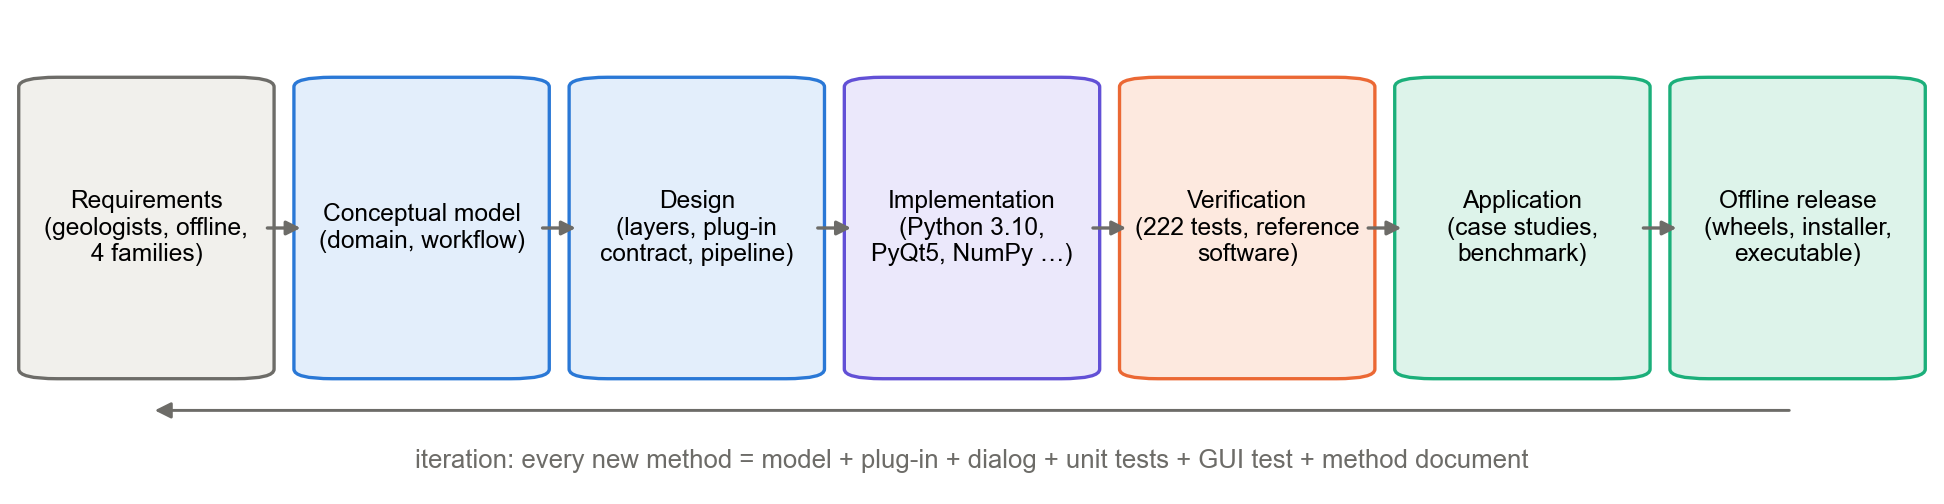 Requirements
(geologists, offline,
4 families)
Conceptual model
(domain, workflow)
Design
(layers, plug-in
contract, pipeline)
Implementation
(Python 3.10,
PyQt5, NumPy …)
Verification
(222 tests, reference
software)
Application
(case studies,
benchmark)
Offline release
(wheels, installer,
executable)
iteration: every new method = model + plug-in + dialog + unit tests + GUI test + method document